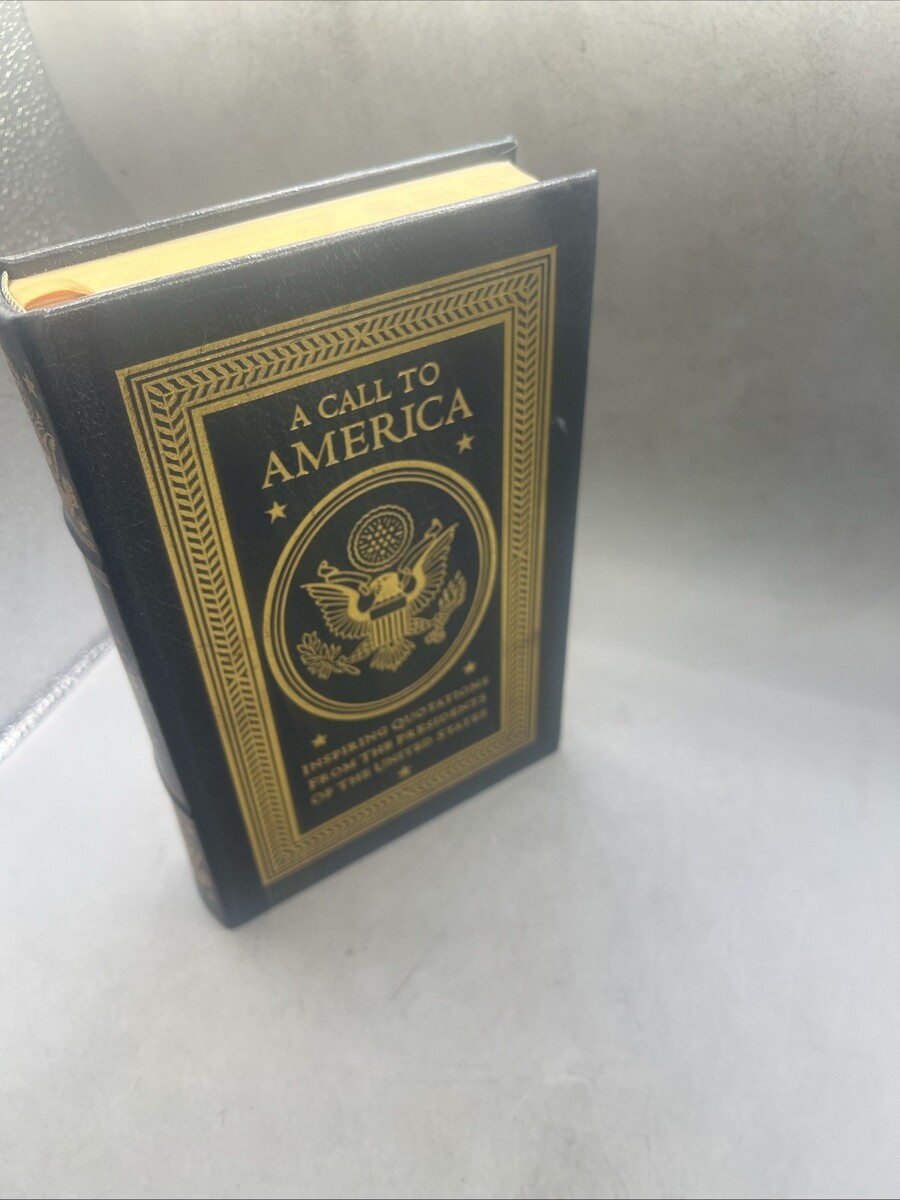 A CALL TO
AMERICA
INSPIRING QUOTATIONS
FROM THE PRESIDENTS
OF THE UNITED STATES